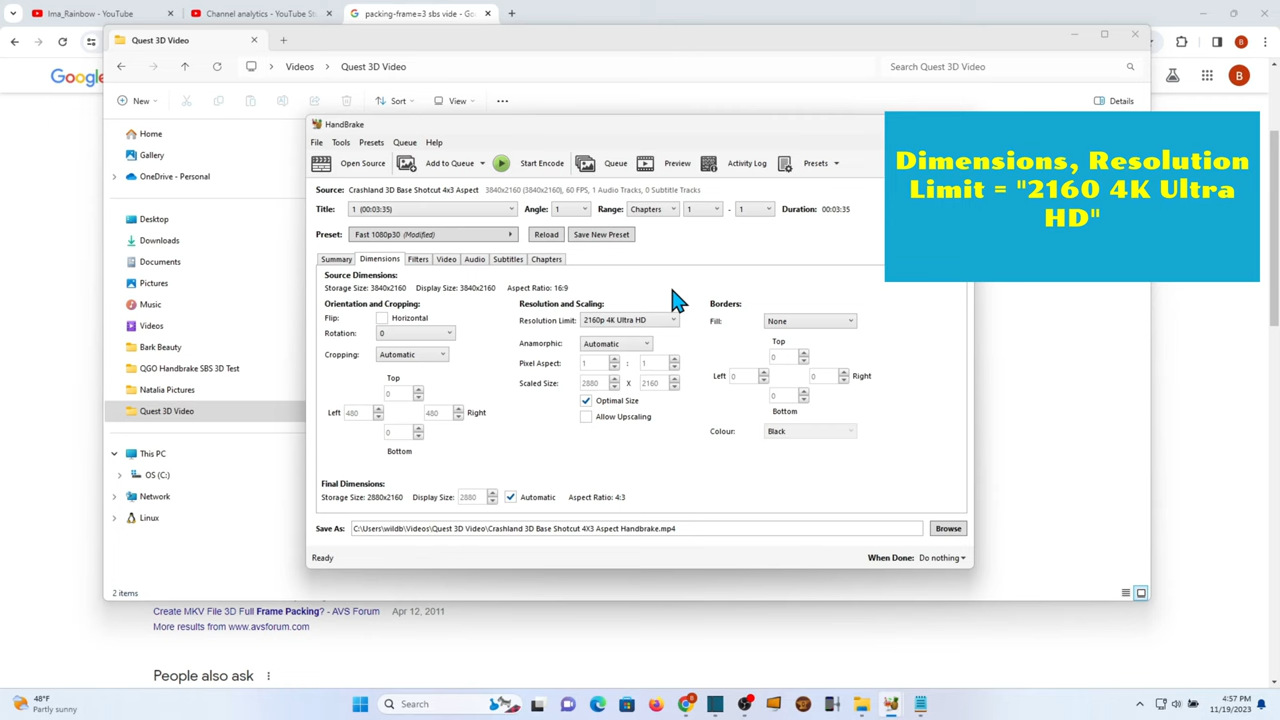 Ima_Rainbow
Channel analytics - YouTube St
packing-frame=3 sbs vide - Goo
Quest 3D Video
Videos
Quest 3D Video
Search Quest 3D Video
Google
B
B
New
Sort
View
Details
Home
Gallery
OneDrive - Personal
Desktop
Downloads
Documents
Pictures
Music
Videos
Bark Beauty
QGO Handbrake SBS 3D Test
Natalia Pictures
Quest 3D Video
This PC
OS (C:)
Network
Linux
2 items
HandBrake
File Tools Presets Queue Help
Open Source Add to Queue Start Encode Queue Preview Activity Log Presets
Source: Crashland 3D Base Shotcut 4x3 Aspect 3840x2160 (3840x2160), 60 FPS, 1 Audio Tracks, 0 Subtitle Tracks
Title: 1 (00:03:35) Angle: 1 Range: Chapters 1 - 1 Duration: 00:03:35
Preset: Fast 1080p30 (Modified) Reload Save New Preset
Summary Dimensions Filters Video Audio Subtitles Chapters
Source Dimensions:
Storage Size: 3840x2160 Display Size: 3840x2160 Aspect Ratio: 16:9
Orientation and Cropping:
Flip: Horizontal
Rotation: 0
Cropping: Automatic
Top
0
Left 480 480 Right
0
Bottom
Resolution and Scaling:
Resolution Limit: 2160p 4K Ultra HD
Anamorphic: Automatic
Pixel Aspect: 1 : 1
Scaled Size: 2880 X 2160
Optimal Size
Allow Upscaling
Borders:
Fill: None
Top
0
Left 0 0 Right
0
Bottom
Colour: Black
Final Dimensions:
Storage Size: 2880x2160 Display Size: 2880 Automatic Aspect Ratio: 4:3
Save As: C:\Users\wildb\Videos\Quest 3D Video\Crashland 3D Base Shotcut 4X3 Aspect Handbrake.mp4 Browse
Ready When Done: Do nothing
Dimensions, Resolution
Limit = "2160 4K Ultra
HD"
Create MKV File 3D Full Frame Packing? - AVS Forum Apr 12, 2011
More results from www.avsforum.com
People also ask
48°F
Partly sunny
Search
4:57 PM
11/19/2023